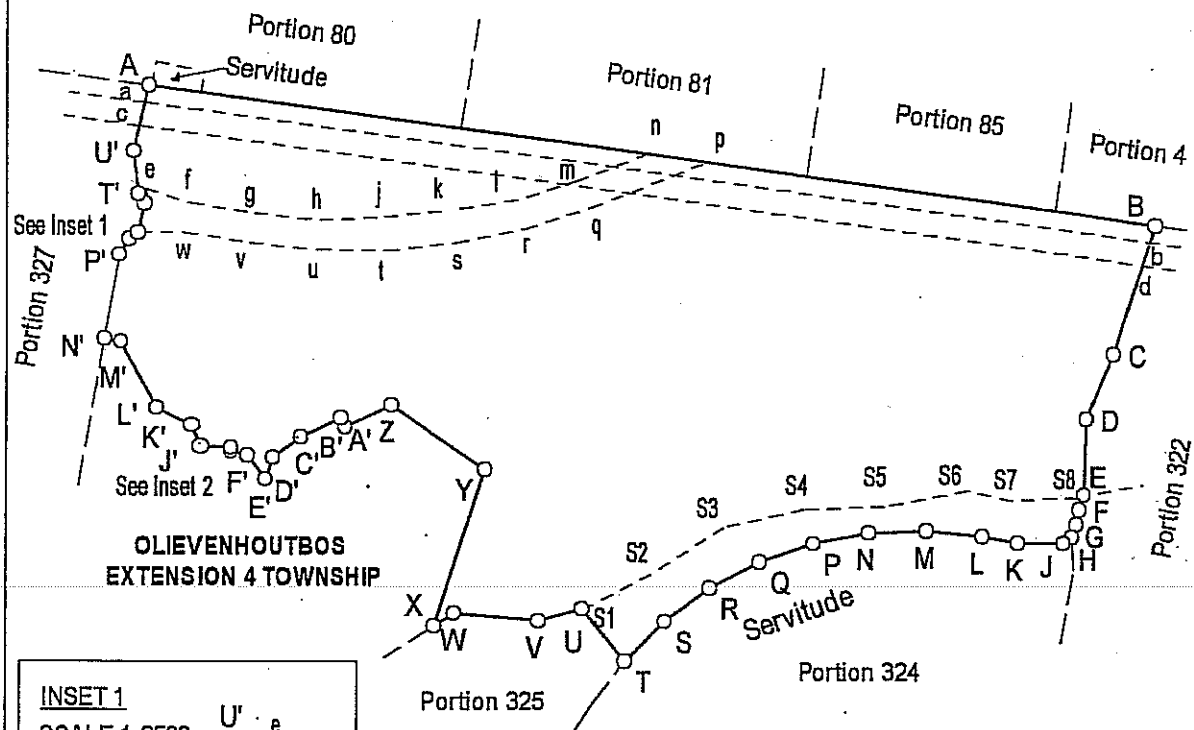 Portion 80
Portion 81
Portion 85
Portion 4
A
Servitude
a
c
n
p
B
b
d
U'
e
f
g
h
j
k
l
m
T'
See Inset 1
P'
w
v
u
t
s
r
q
Portion 327
N'
M'
C
D
L'
K'
J'
See Inset 2
F'
E'
D'
C'
B'
A'
Z
Y
S1
S2
S3
S4
S5
S6
S7
S8
E
F
G
H
J
K
L
M
N
P
Q
R
S
T
U
V
W
X
Portion 322
OLIEVENHOUTBOS
EXTENSION 4 TOWNSHIP
Servitude
Portion 324
Portion 325
INSET 1
U'
e